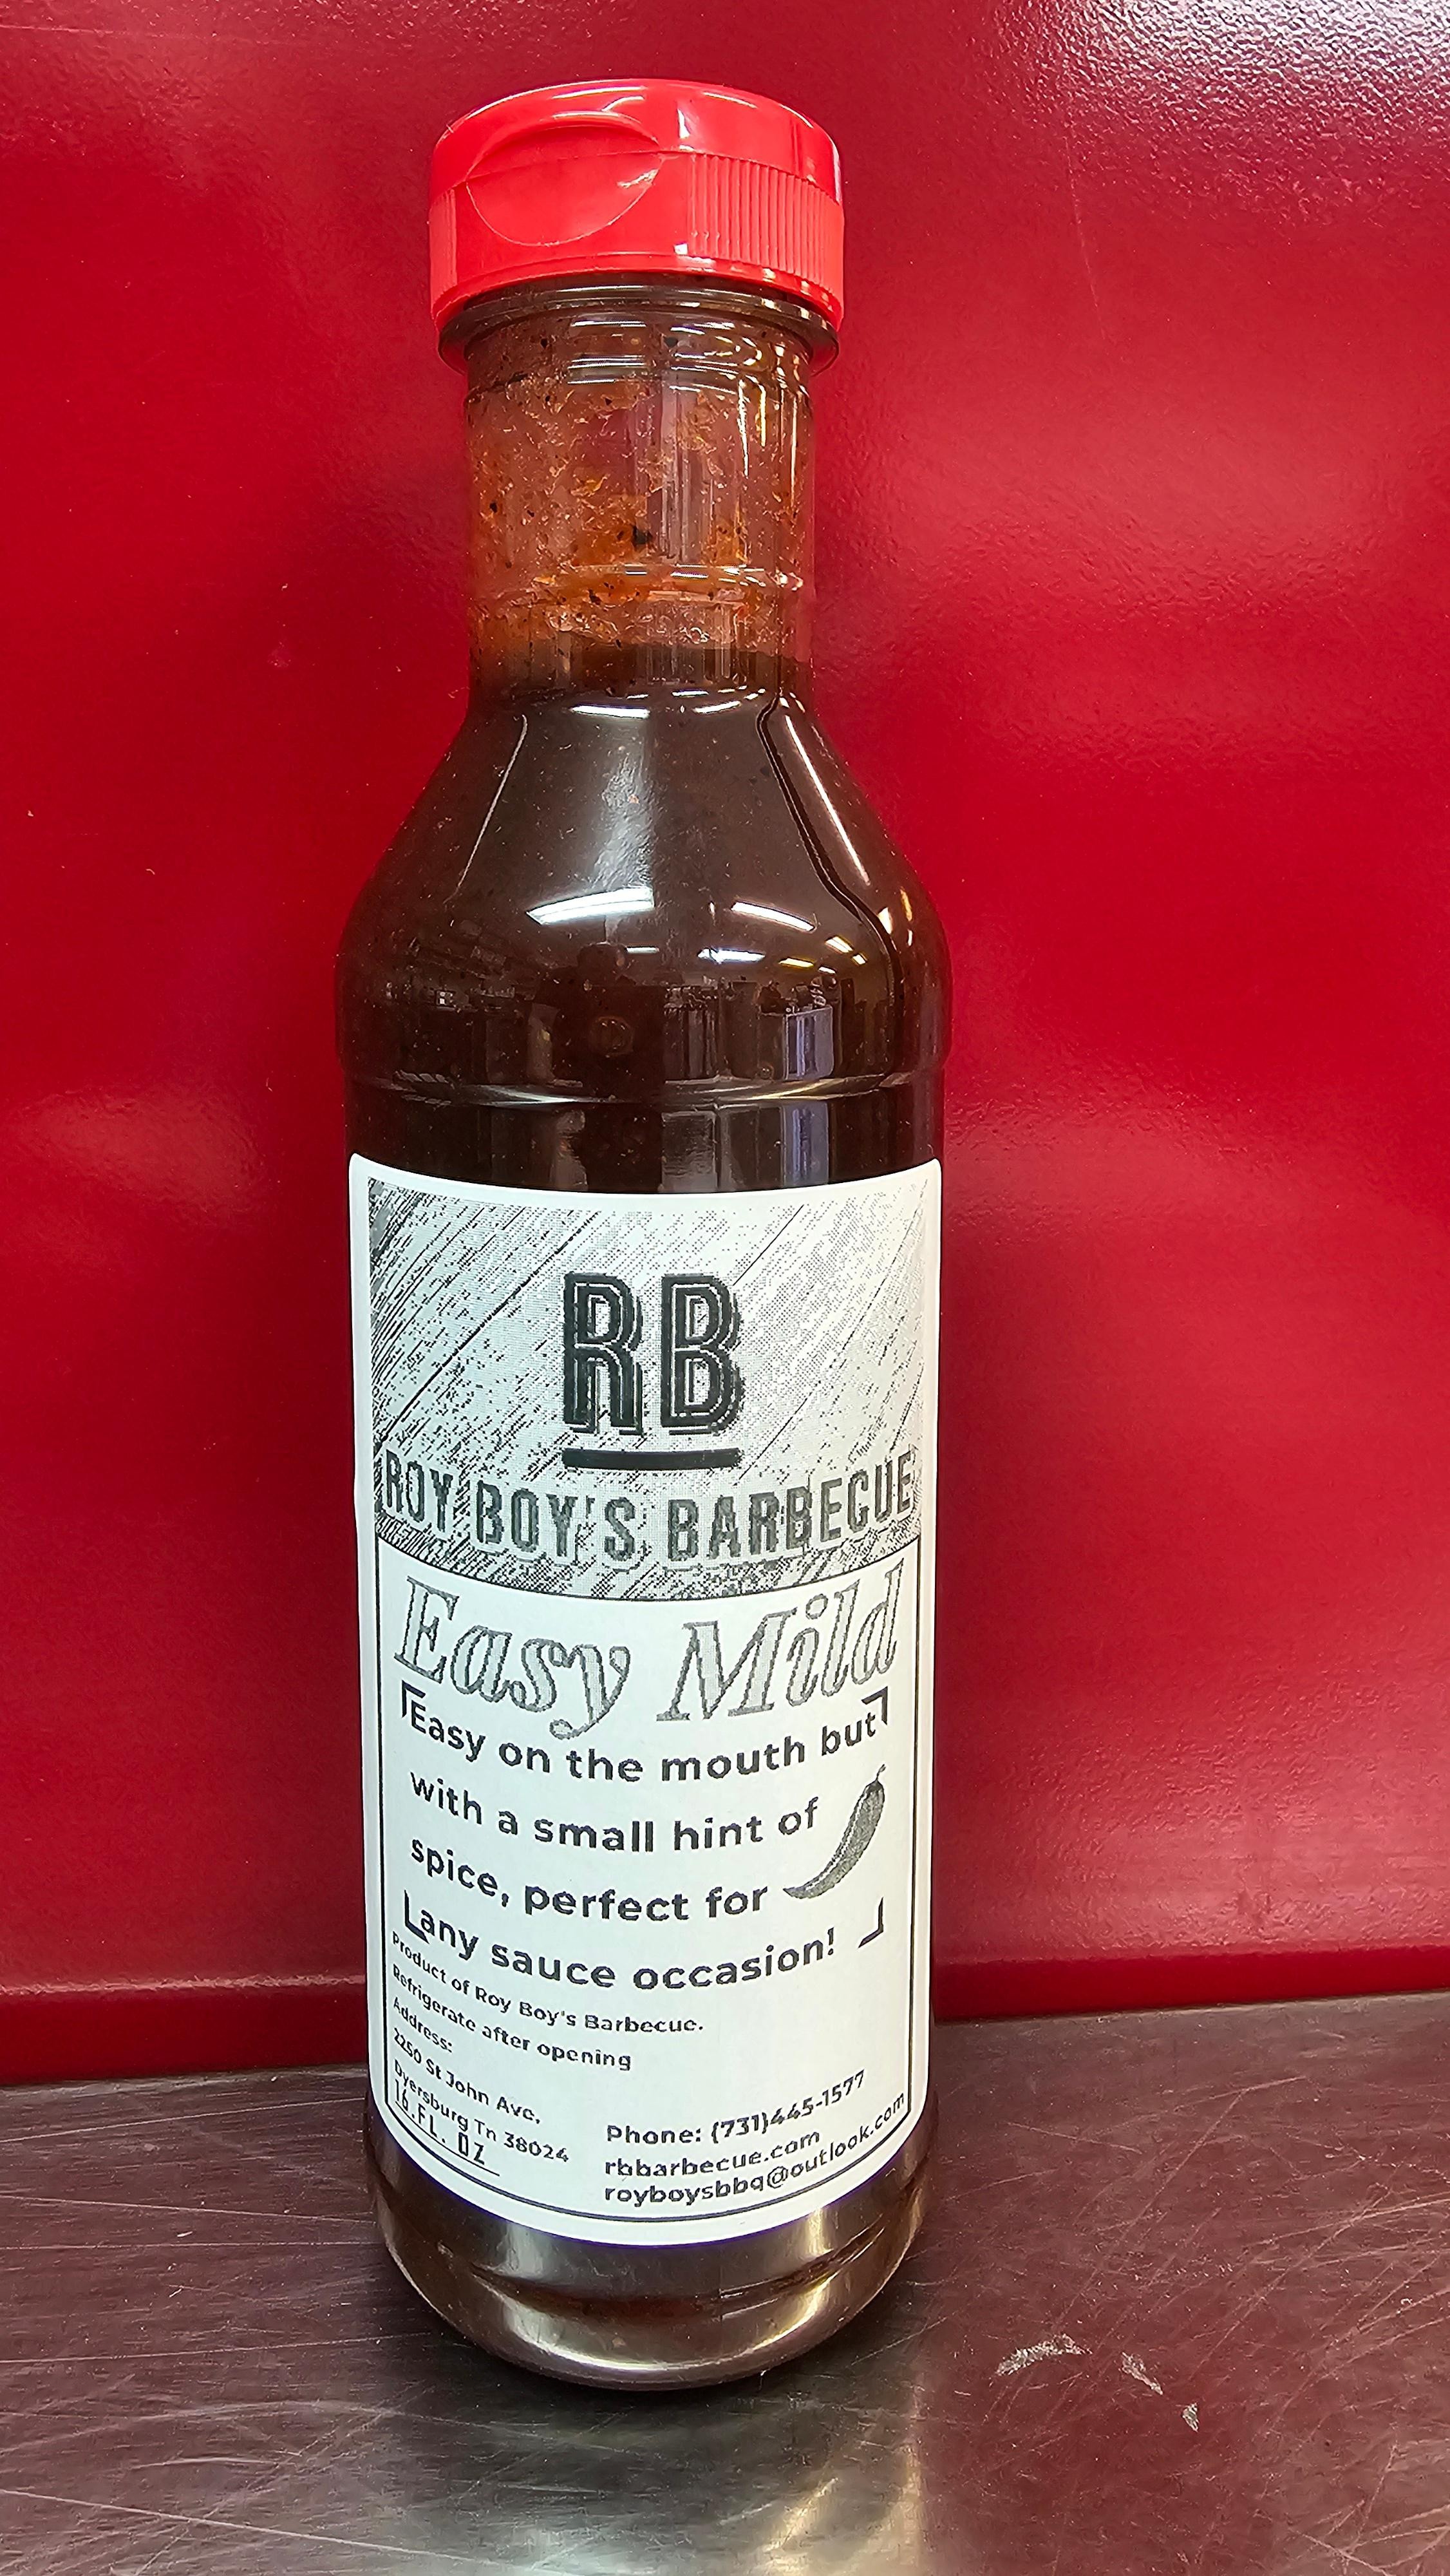 RB
ROY BOY'S BARBECUE
Easy Mild
Easy on the mouth but
with a small hint of
spice, perfect for
any sauce occasion!
Product of Roy Boy's Barbecue.
Refrigerate after opening
Address:
2250 St John Ave,
Dyersburg Tn 38024
16.FL. OZ
Phone: (731)445-1577
rbbarbecue.com
royboysbbq@outlook.com